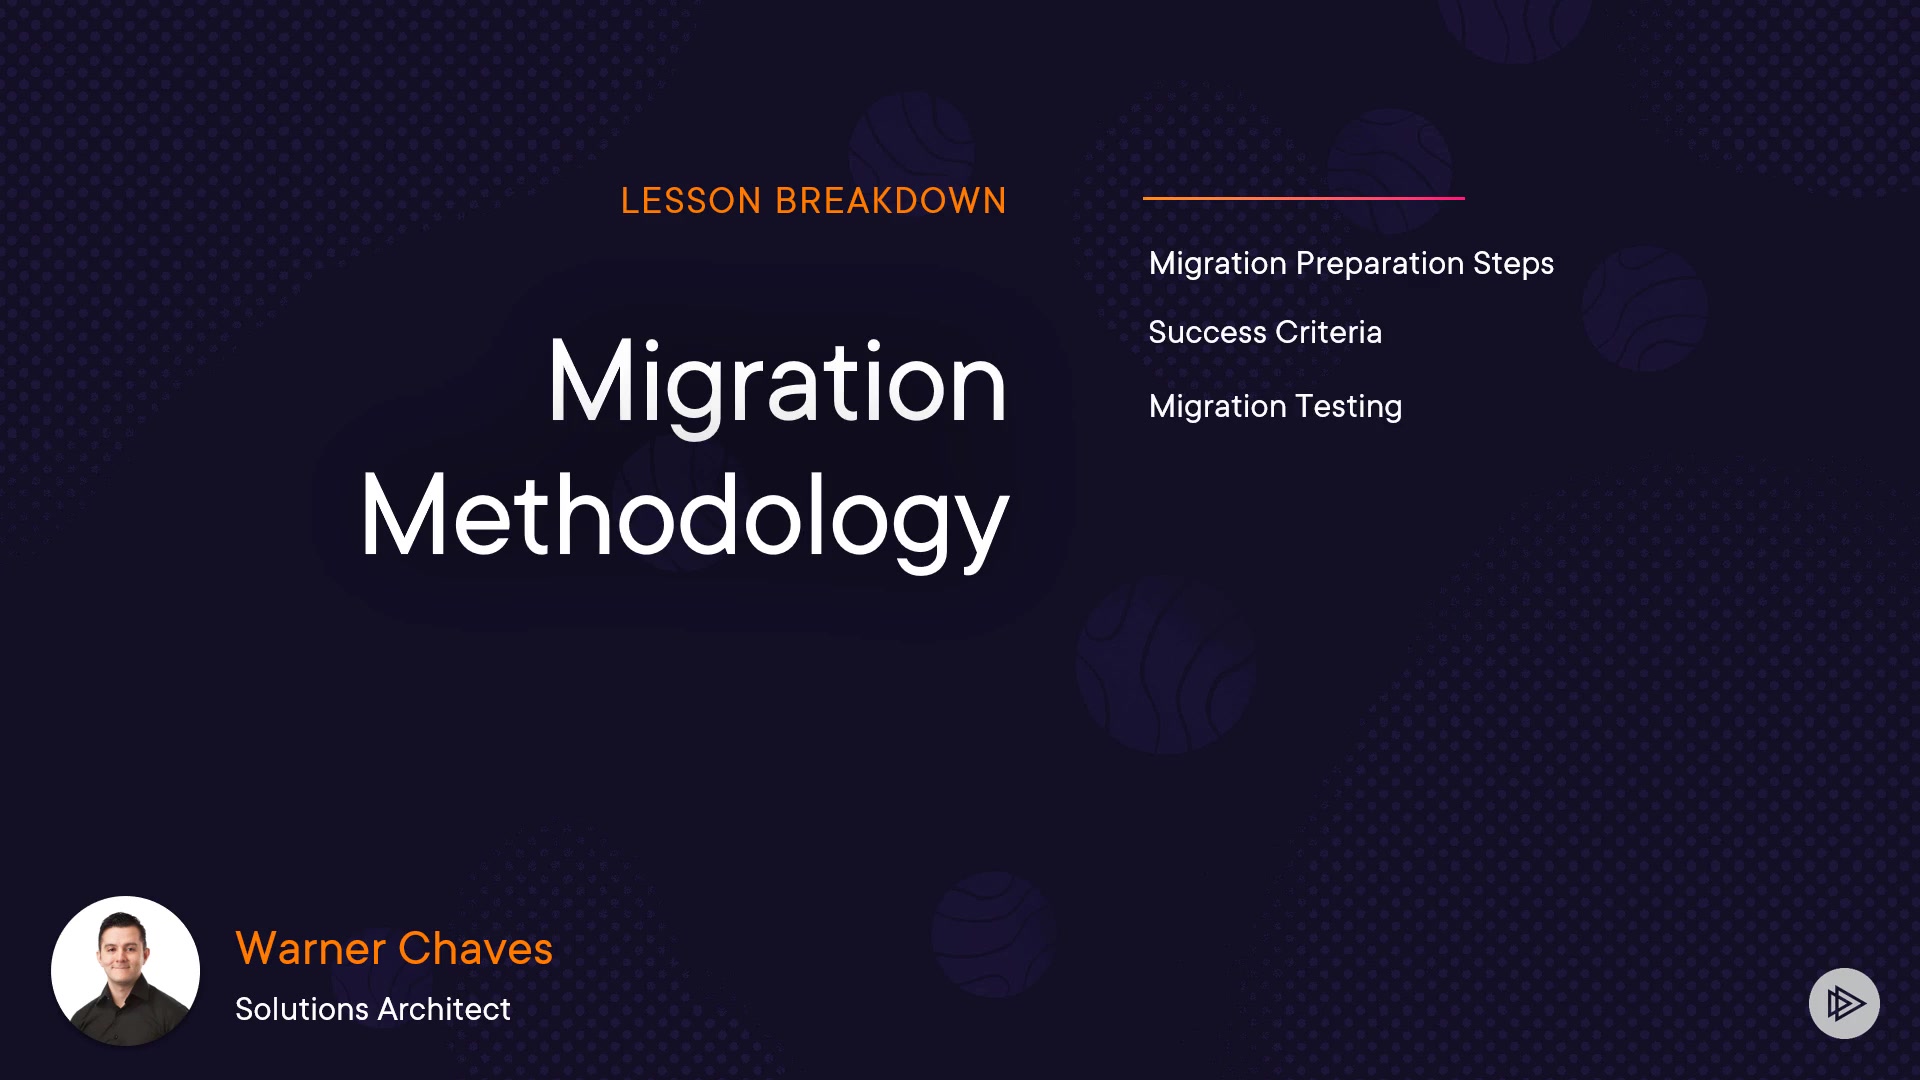 LESSON BREAKDOWN
Migration
Methodology
Migration Preparation Steps
Success Criteria
Migration Testing
Warner Chaves
Solutions Architect